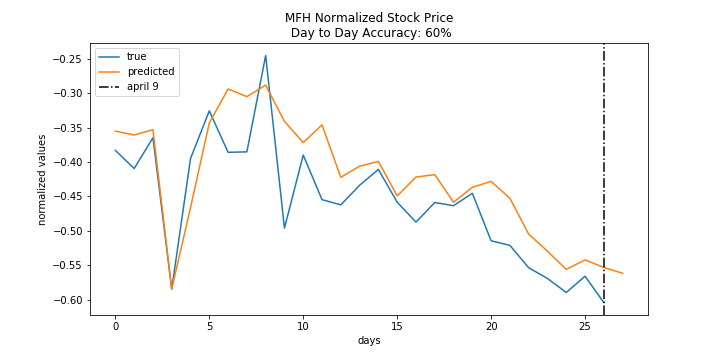 MFH Normalized Stock Price
Day to Day Accuracy: 60%
true
predicted
april 9
normalized values
−0.25
−0.30
−0.35
−0.40
−0.45
−0.50
−0.55
−0.60
0
5
10
15
20
25
days